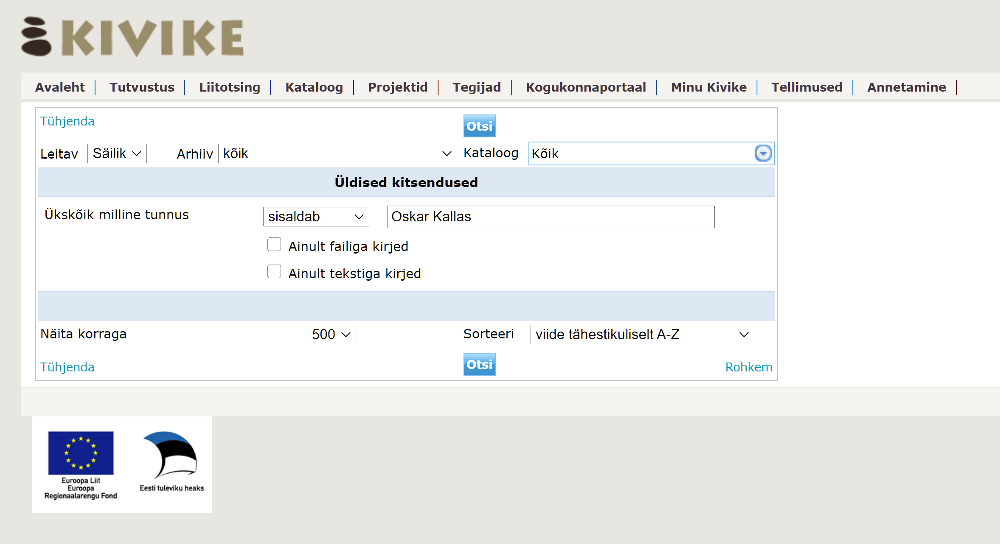 KIVIKE
Avaleht Tutvustus Liitotsing Kataloog Projektid Tegijad Kogukonnaportaal Minu Kivike Tellimused Annetamine
Tühjenda Otsi
Leitav Säilik Arhiiv kõik Kataloog Kõik
Üldised kitsendused
Ükskõik milline tunnus sisaldab Oskar Kallas
Ainult failiga kirjed
Ainult tekstiga kirjed
Näita korraga 500 Sorteeri viide tähestikuliselt A-Z
Tühjenda Otsi Rohkem
Euroopa Liit
Euroopa
Regionaalarengu Fond
Eesti tuleviku heaks